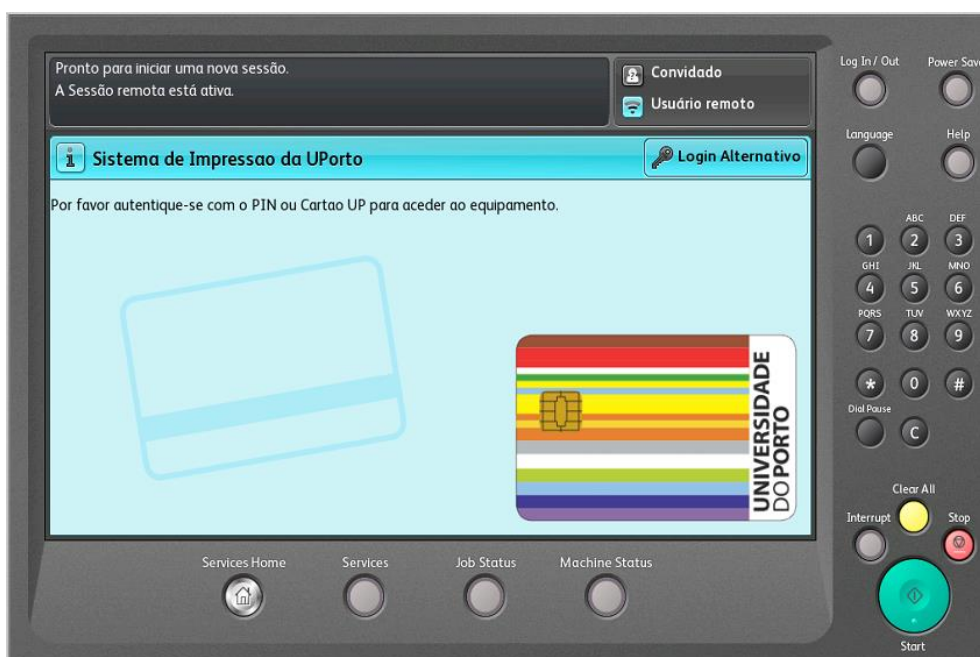 Pronto para iniciar uma nova sessão.
A Sessão remota está ativa.
Convidado
Usuário remoto
Sistema de Impressao da UPorto
Login Alternativo
Por favor autentique-se com o PIN ou Cartao UP para aceder ao equipamento.
UNIVERSIDADE
DO PORTO
Services Home
Services
Job Status
Machine Status
Log In / Out
Power Save
Language
Help
ABC
DEF
1
2
3
GHI
JKL
MNO
4
5
6
PQRS
TUV
WXYZ
7
8
9
*
0
#
Dial Pause
C
Clear All
Interrupt
Stop
Start